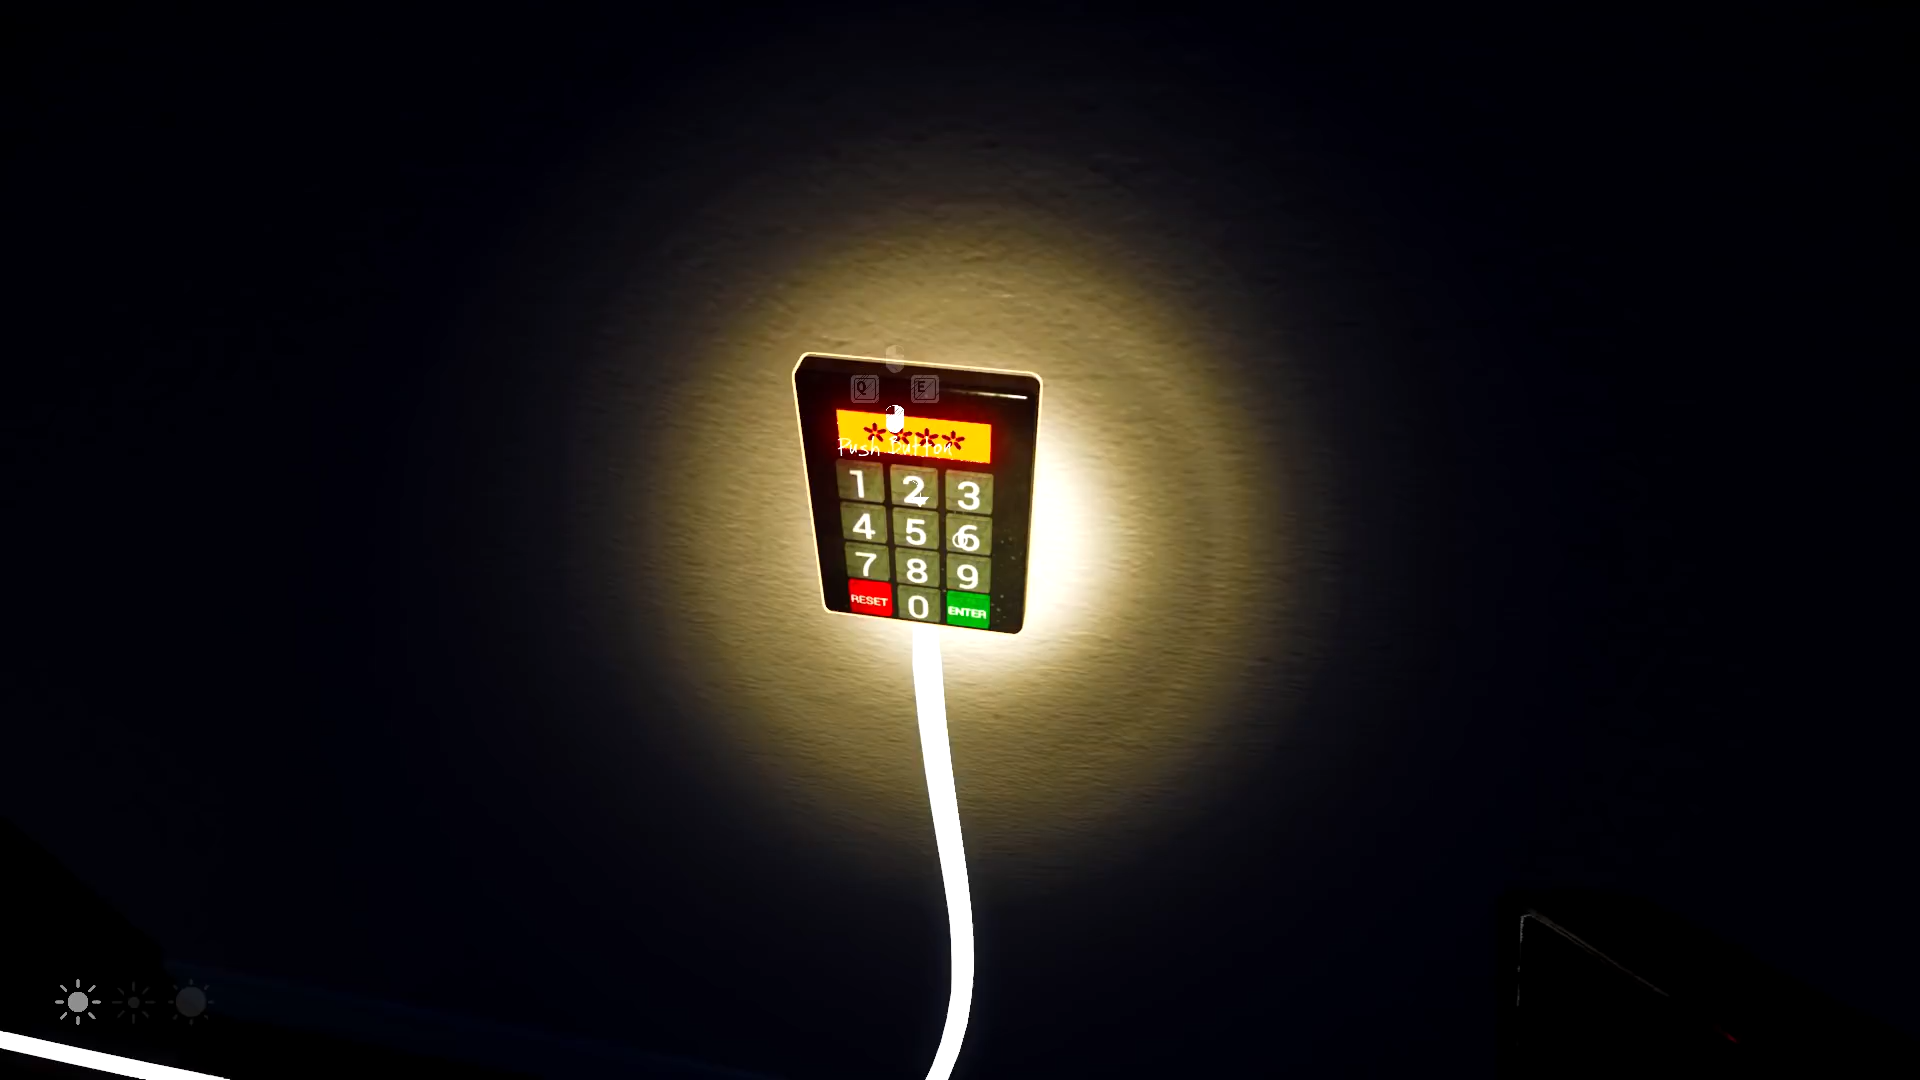 Q E
****
Push Button
1 2 3
4 5 6
7 8 9
RESET 0 ENTER